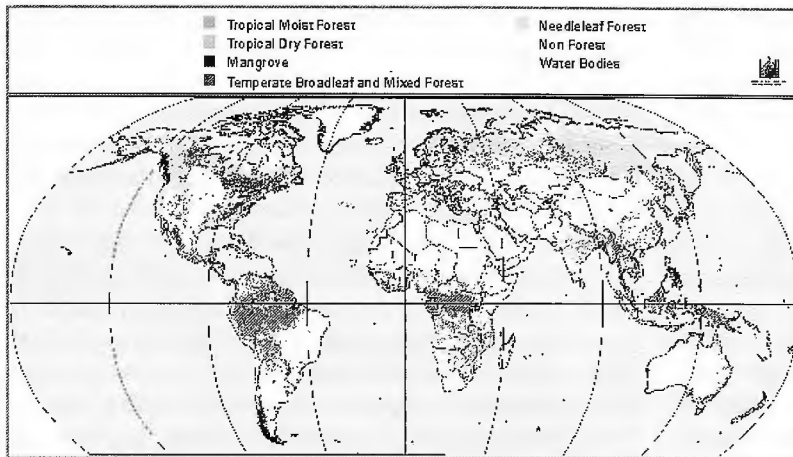 Tropical Moist Forest
Tropical Dry Forest
Mangrove
Temperate Broadleaf and Mixed Forest
Needleleaf Forest
Non Forest
Water Bodies